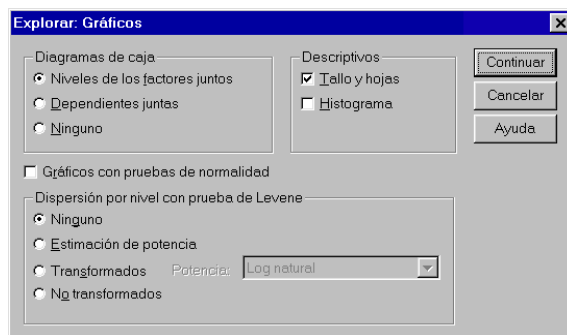 Explorar: Gráficos
Diagramas de caja
Niveles de los factores juntos
Dependientes juntas
Ninguno
Descriptivos
Tallo y hojas
Histograma
Continuar
Cancelar
Ayuda
Gráficos con pruebas de normalidad
Dispersión por nivel con prueba de Levene
Ninguno
Estimación de potencia
Transformados Potencia: Log natural
No transformados